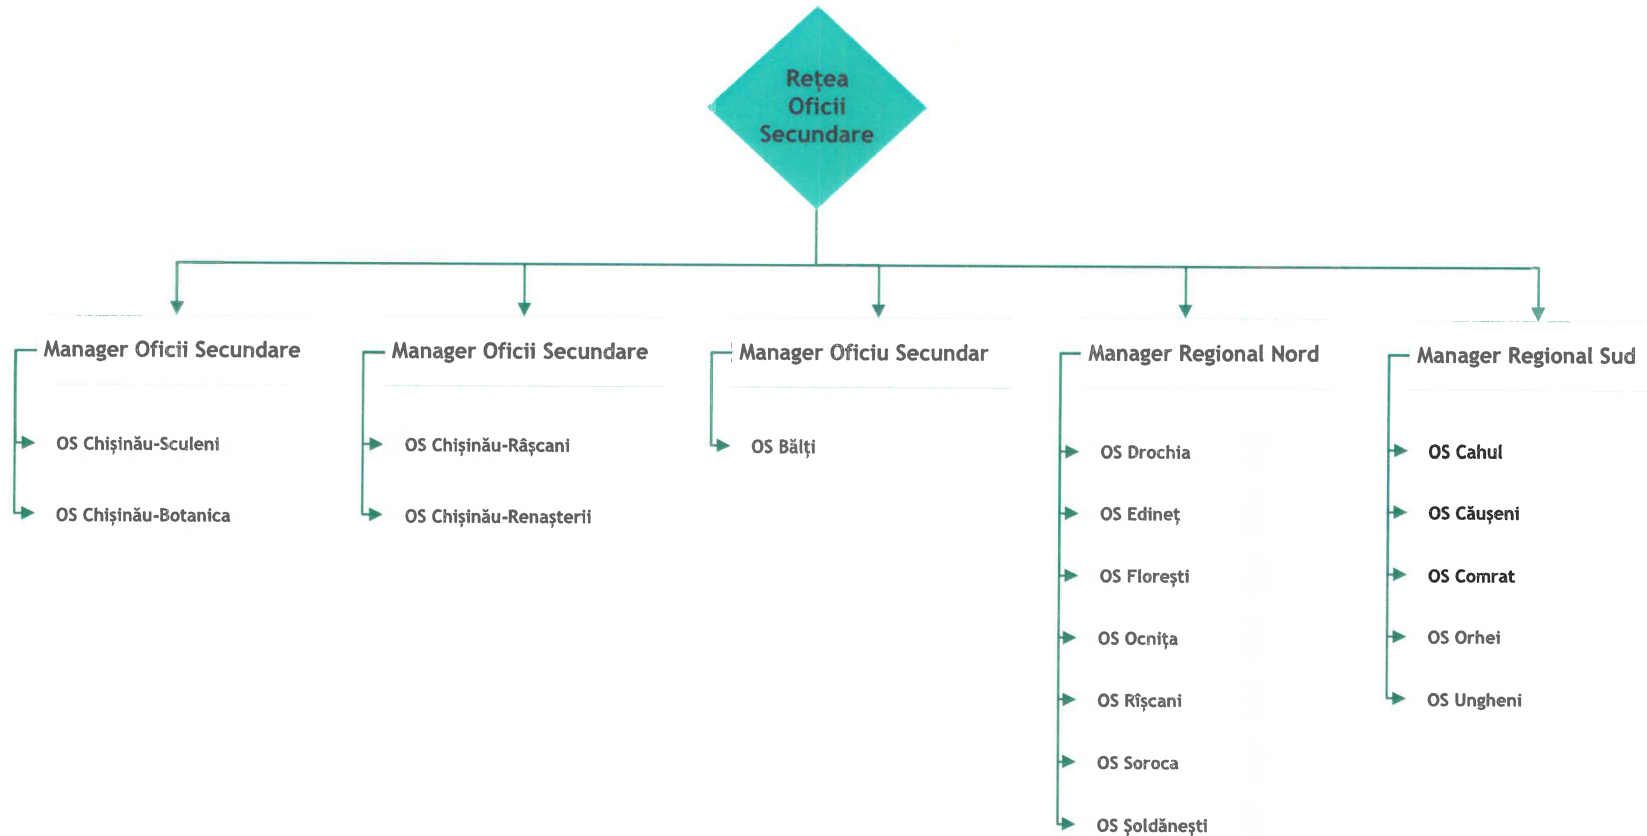 Rețea
Oficii
Secundare
Manager Oficii Secundare
OS Chișinău-Sculeni
OS Chișinău-Botanica
Manager Oficii Secundare
OS Chișinău-Râșcani
OS Chișinău-Renașterii
Manager Oficiu Secundar
OS Bălți
Manager Regional Nord
OS Drochia
OS Edineț
OS Florești
OS Ocnița
OS Rîșcani
OS Soroca
OS Șoldănești
Manager Regional Sud
OS Cahul
OS Căușeni
OS Comrat
OS Orhei
OS Ungheni